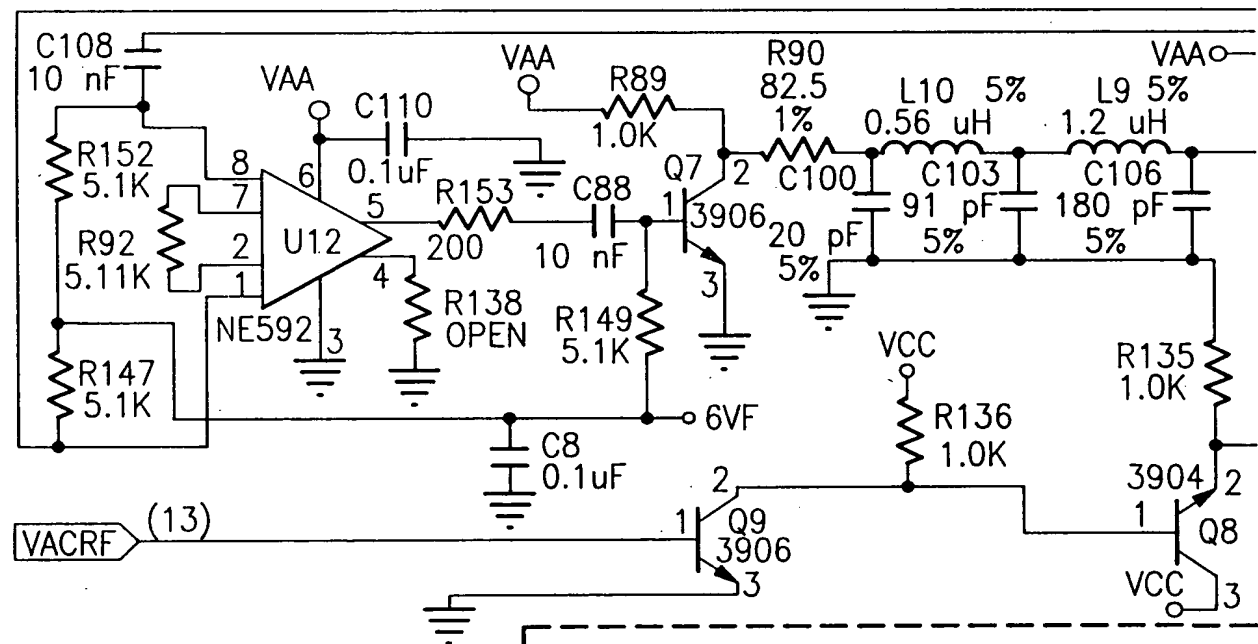 C108
10 nF
VAA
VAA
R89
1.0K
R90
82.5
1%
L10 5%
0.56 uH
L9 5%
1.2 uH
VAAo
C110
0.1uF
R152
5.1K
8
7
6
5
R153
200
C88
10 nF
Q7
1
2
3906
3
C100
20 pF
5%
C103
91 pF
5%
C106
180 pF
5%
R92
5.11K
2
1
U12
4
NE592
3
R138
OPEN
R149
5.1K
R147
5.1K
6VF
C8
0.1uF
VCC
R136
1.0K
R135
1.0K
VACRF
(13)
1
2
Q9
3906
3
3904
2
1
Q8
VCC
3